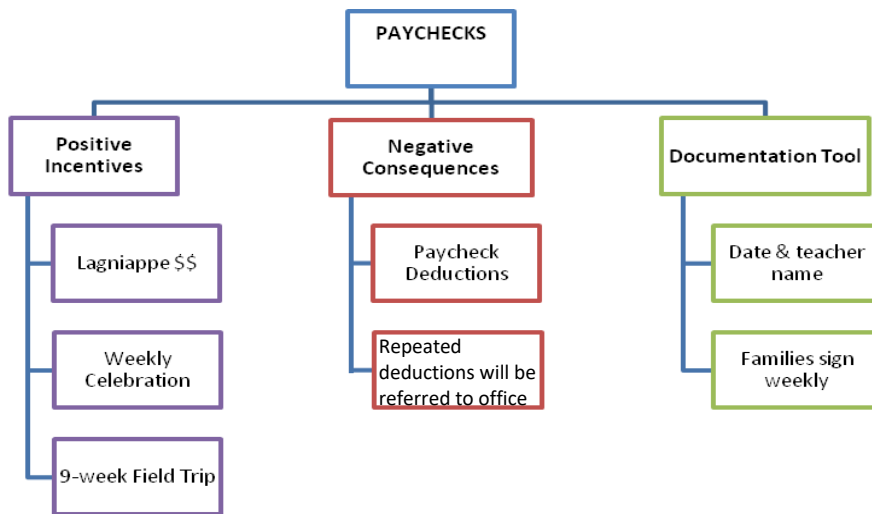 PAYCHECKS
Positive
Incentives
Lagniappe $$
Weekly
Celebration
9-week Field Trip
Negative
Consequences
Paycheck
Deductions
Repeated
deductions will be
referred to office
Documentation Tool
Date & teacher
name
Families sign
weekly